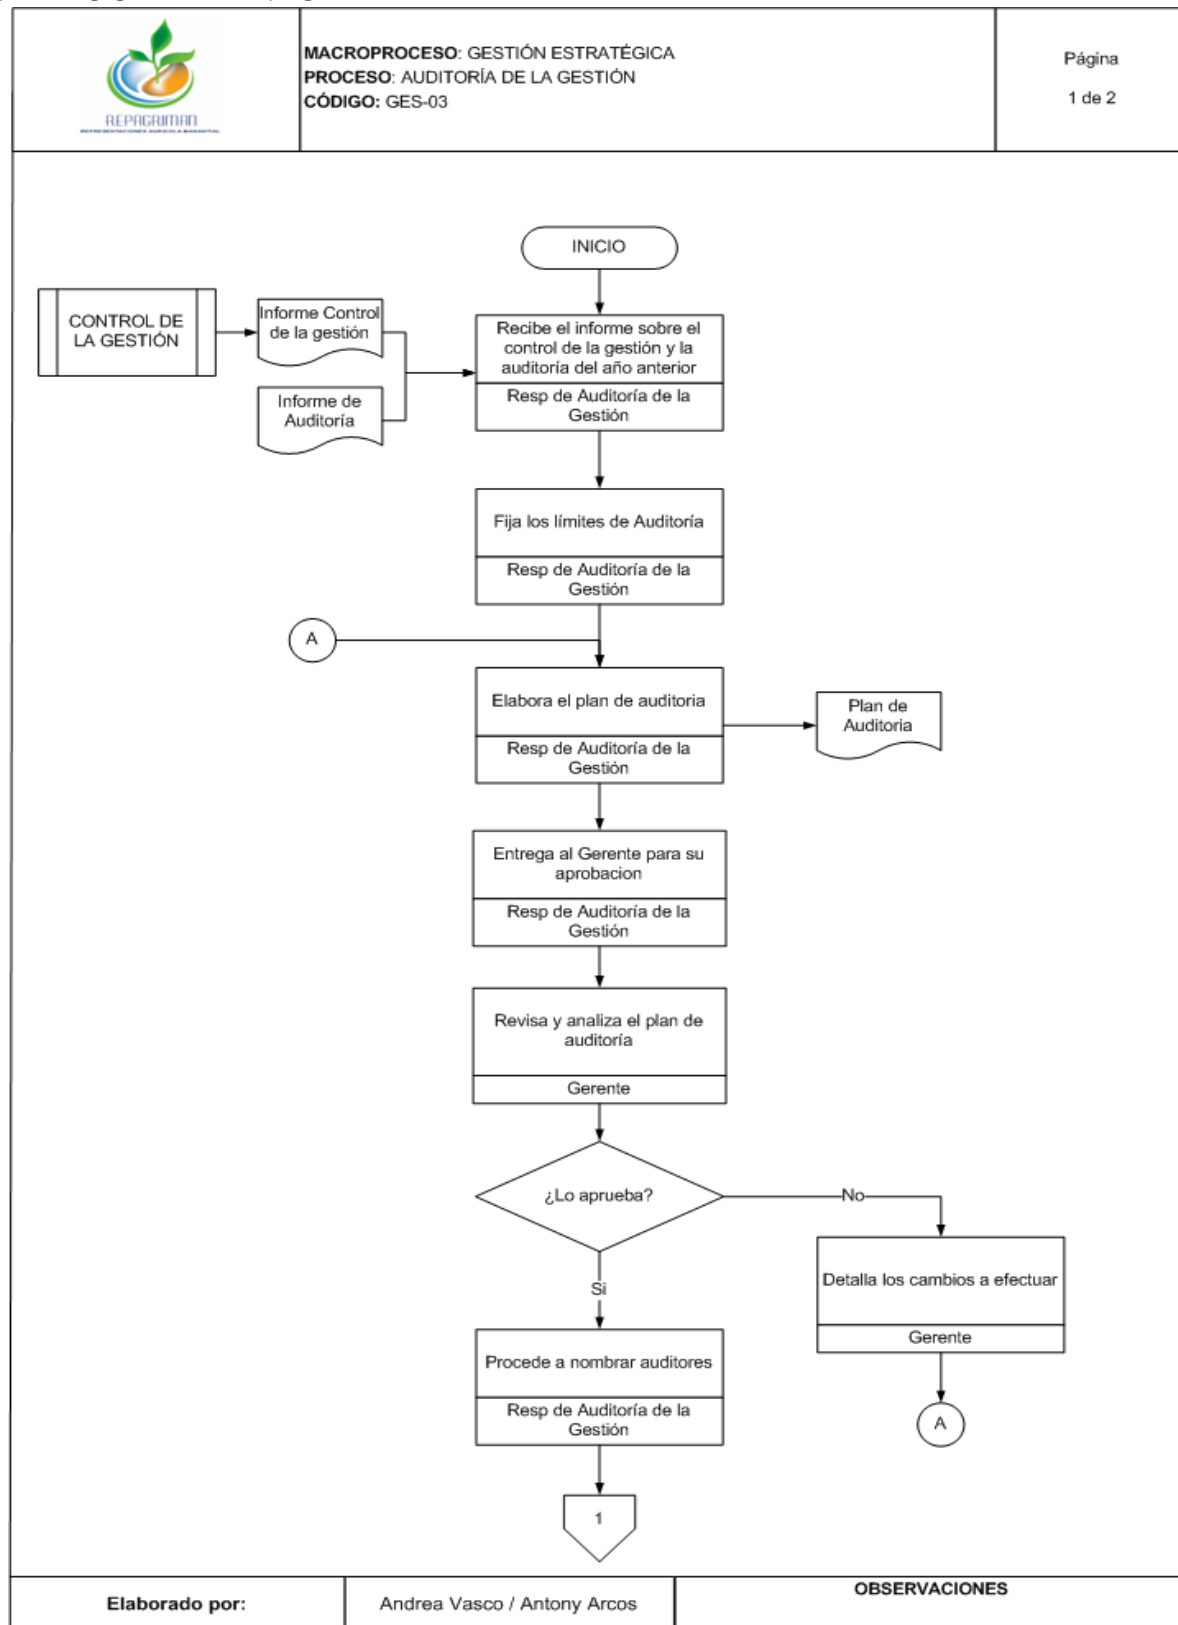 REPAGRIMAN
REPRESENTACIONES AGRICOLA MANANTIAL
MACROPROCESO: GESTIÓN ESTRATÉGICA
PROCESO: AUDITORÍA DE LA GESTIÓN
CÓDIGO: GES-03
Página
1 de 2
INICIO
CONTROL DE
LA GESTIÓN
Informe Control
de la gestión
Informe de
Auditoría
Recibe el informe sobre el
control de la gestión y la
auditoría del año anterior
Resp de Auditoría de la
Gestión
Fija los límites de Auditoría
Resp de Auditoría de la
Gestión
A
Elabora el plan de auditoria
Resp de Auditoría de la
Gestión
Plan de
Auditoria
Entrega al Gerente para su
aprobacion
Resp de Auditoría de la
Gestión
Revisa y analiza el plan de
auditoría
Gerente
¿Lo aprueba?
No
Si
Detalla los cambios a efectuar
Gerente
A
Procede a nombrar auditores
Resp de Auditoría de la
Gestión
1
Elaborado por:
Andrea Vasco / Antony Arcos
OBSERVACIONES